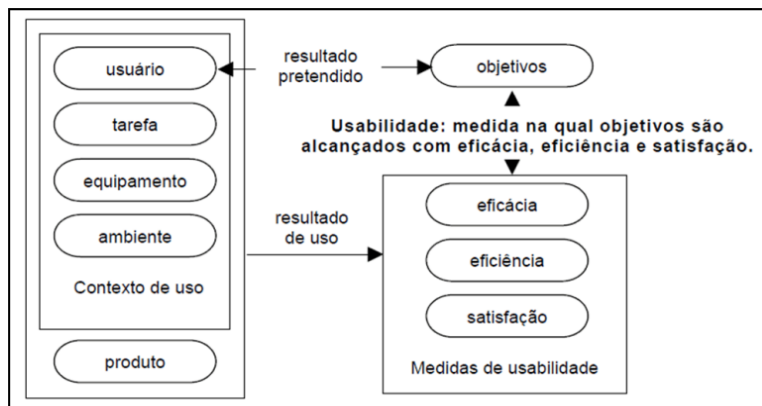 usuário
tarefa
equipamento
ambiente
Contexto de uso
produto
resultado
pretendido
objetivos
Usabilidade: medida na qual objetivos são
alcançados com eficácia, eficiência e satisfação.
resultado
de uso
eficácia
eficiência
satisfação
Medidas de usabilidade